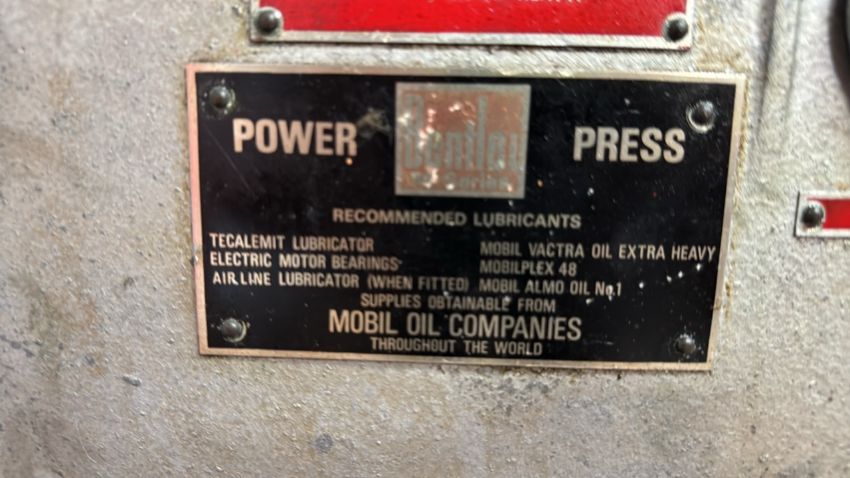 POWER PRESS
Series
RECOMMENDED LUBRICANTS
TECALEMIT LUBRICATOR MOBIL VACTRA OIL EXTRA HEAVY
ELECTRIC MOTOR BEARINGS MOBILPLEX 48
AIR LINE LUBRICATOR (WHEN FITTED) MOBIL ALMO OIL No.1
SUPPLIES OBTAINABLE FROM
MOBIL OIL COMPANIES
THROUGHOUT THE WORLD